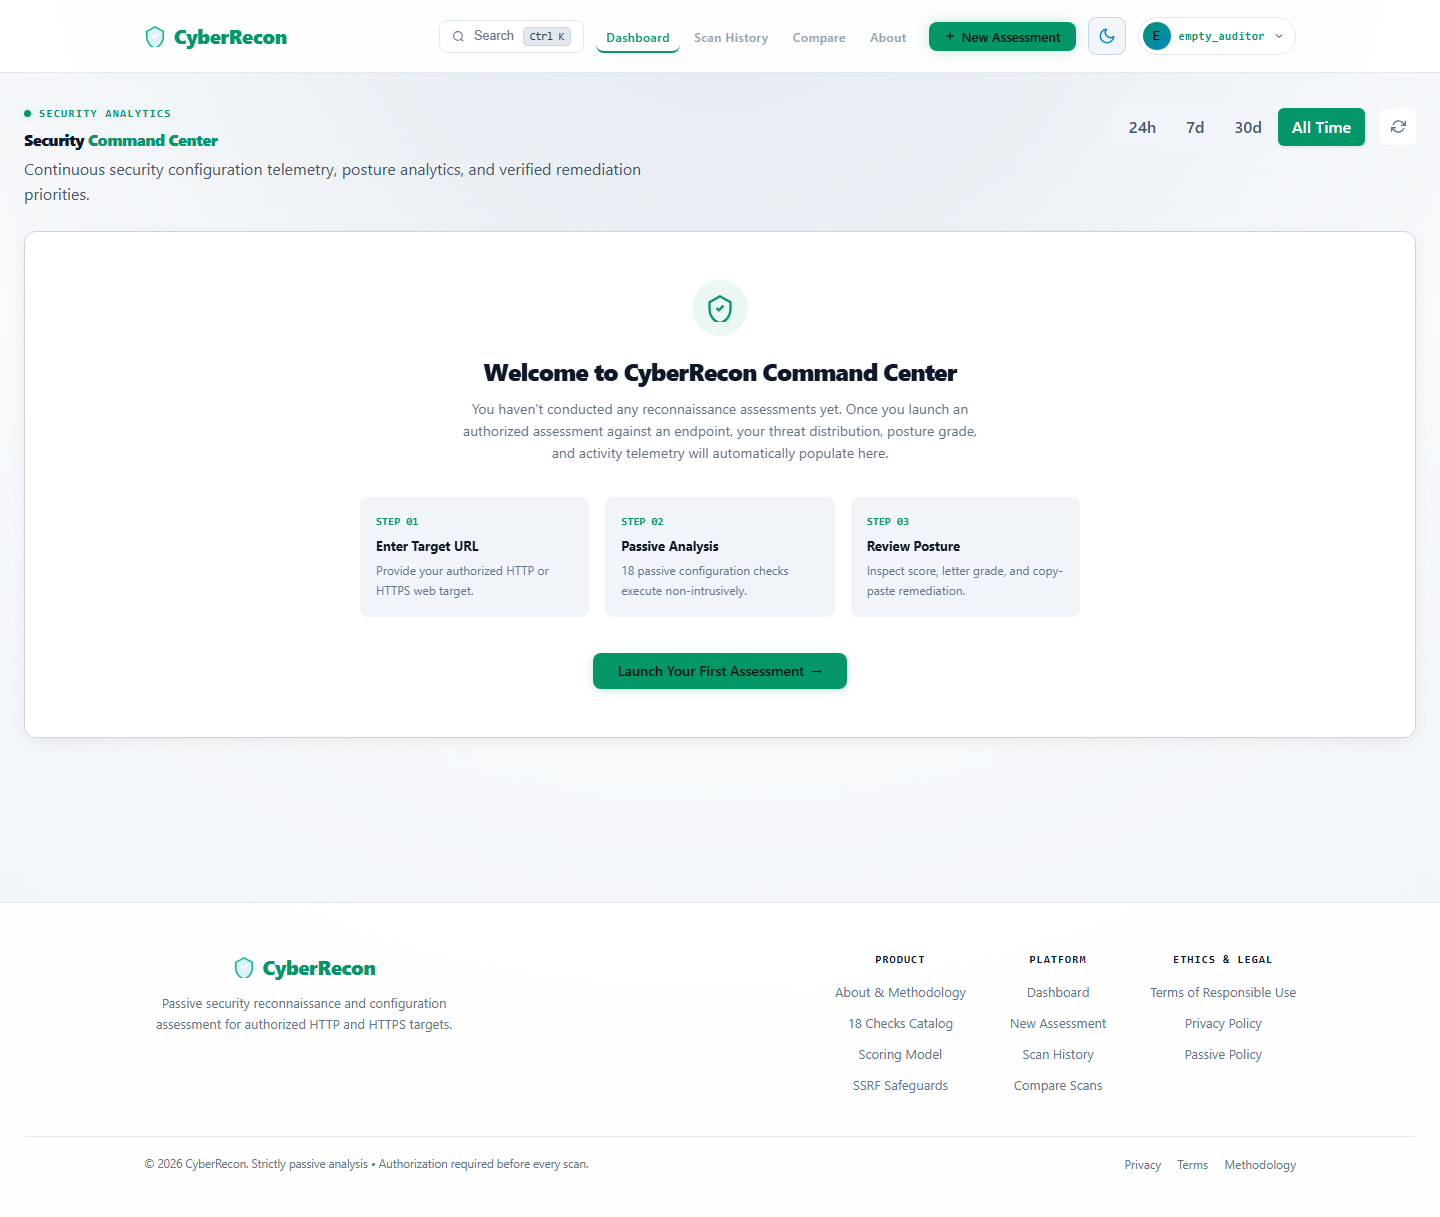 CyberRecon
Search Ctrl K
Dashboard
Scan History
Compare
About
+ New Assessment
E empty_auditor
SECURITY ANALYTICS
Security Command Center
Continuous security configuration telemetry, posture analytics, and verified remediation
priorities.
24h 7d 30d All Time
Welcome to CyberRecon Command Center
You haven't conducted any reconnaissance assessments yet. Once you launch an
authorized assessment against an endpoint, your threat distribution, posture grade,
and activity telemetry will automatically populate here.
STEP 01
Enter Target URL
Provide your authorized HTTP or
HTTPS web target.
STEP 02
Passive Analysis
18 passive configuration checks
execute non-intrusively.
STEP 03
Review Posture
Inspect score, letter grade, and copy-
paste remediation.
Launch Your First Assessment →
CyberRecon
Passive security reconnaissance and configuration
assessment for authorized HTTP and HTTPS targets.
PRODUCT
About & Methodology
18 Checks Catalog
Scoring Model
SSRF Safeguards
PLATFORM
Dashboard
New Assessment
Scan History
Compare Scans
ETHICS & LEGAL
Terms of Responsible Use
Privacy Policy
Passive Policy
© 2026 CyberRecon. Strictly passive analysis • Authorization required before every scan.
Privacy Terms Methodology